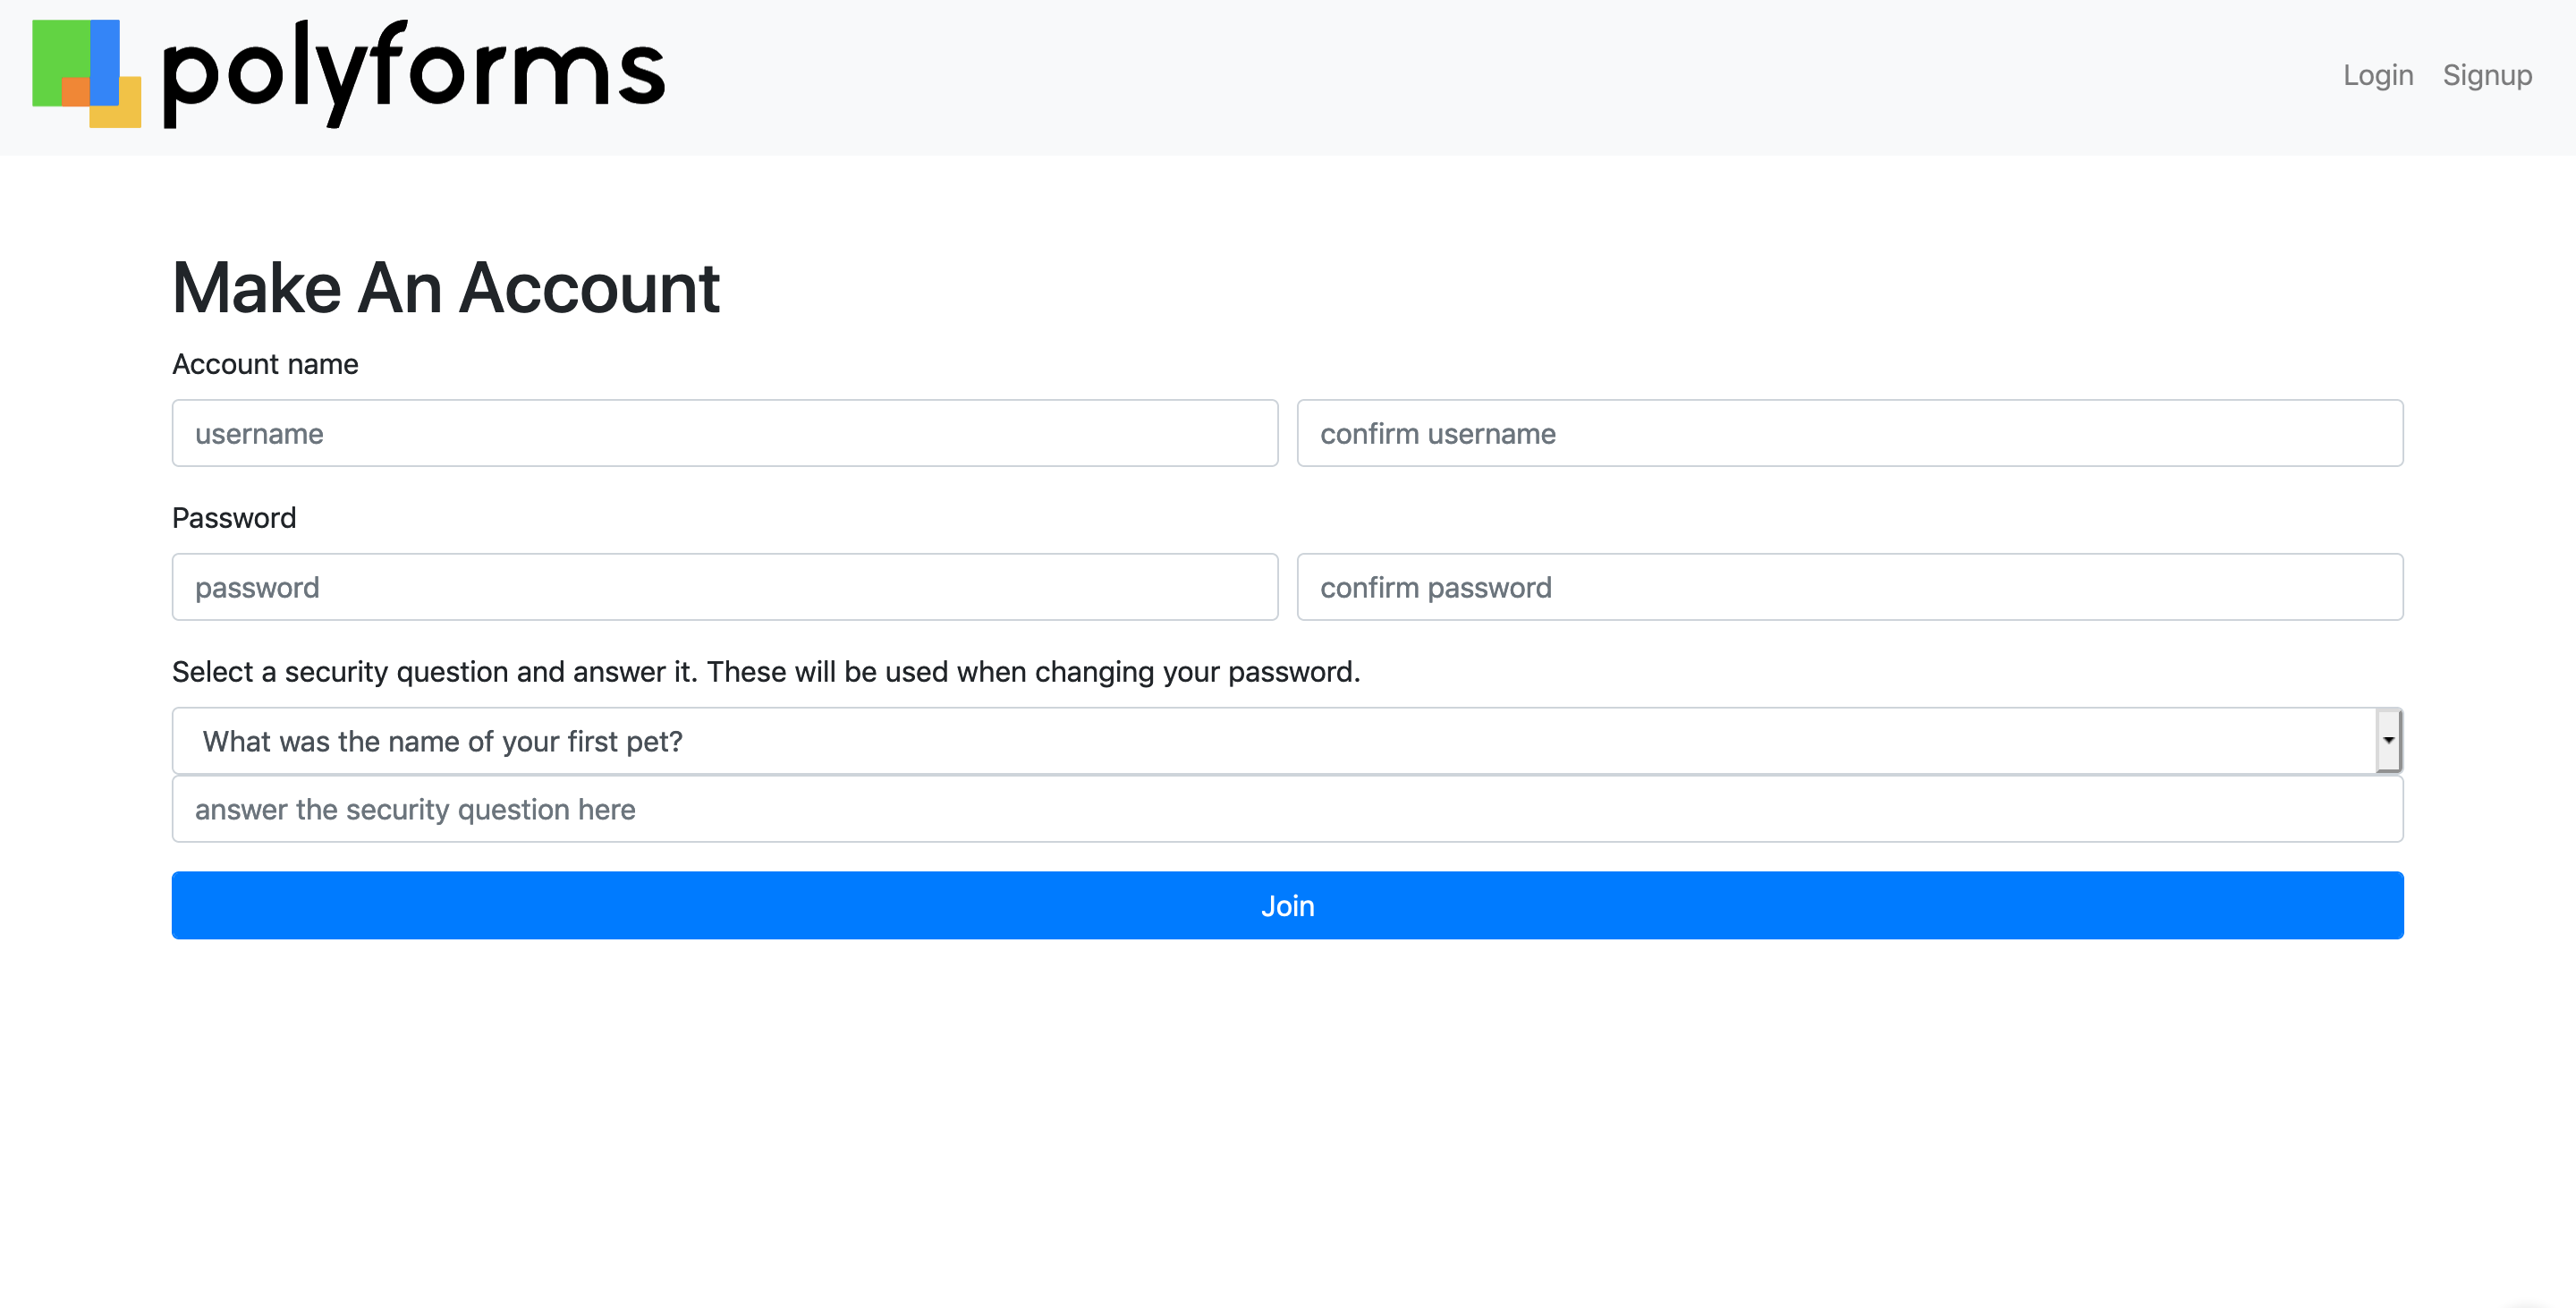 polyforms
Login Signup
Make An Account
Account name
username confirm username
Password
password confirm password
Select a security question and answer it. These will be used when changing your password.
What was the name of your first pet?
answer the security question here
Join